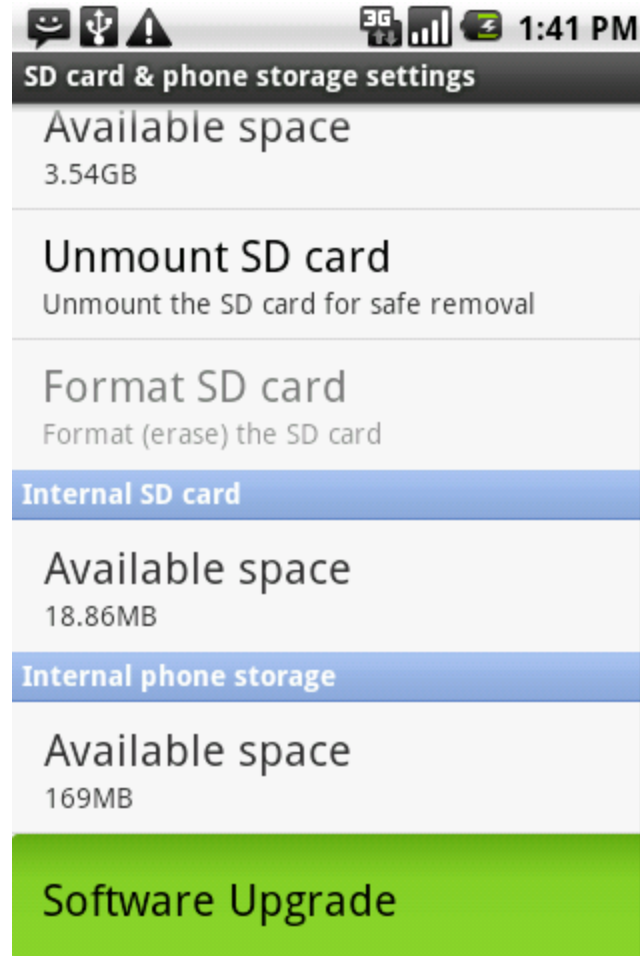 3G
1:41 PM
SD card & phone storage settings
Available space
3.54GB
Unmount SD card
Unmount the SD card for safe removal
Format SD card
Format (erase) the SD card
Internal SD card
Available space
18.86MB
Internal phone storage
Available space
169MB
Software Upgrade